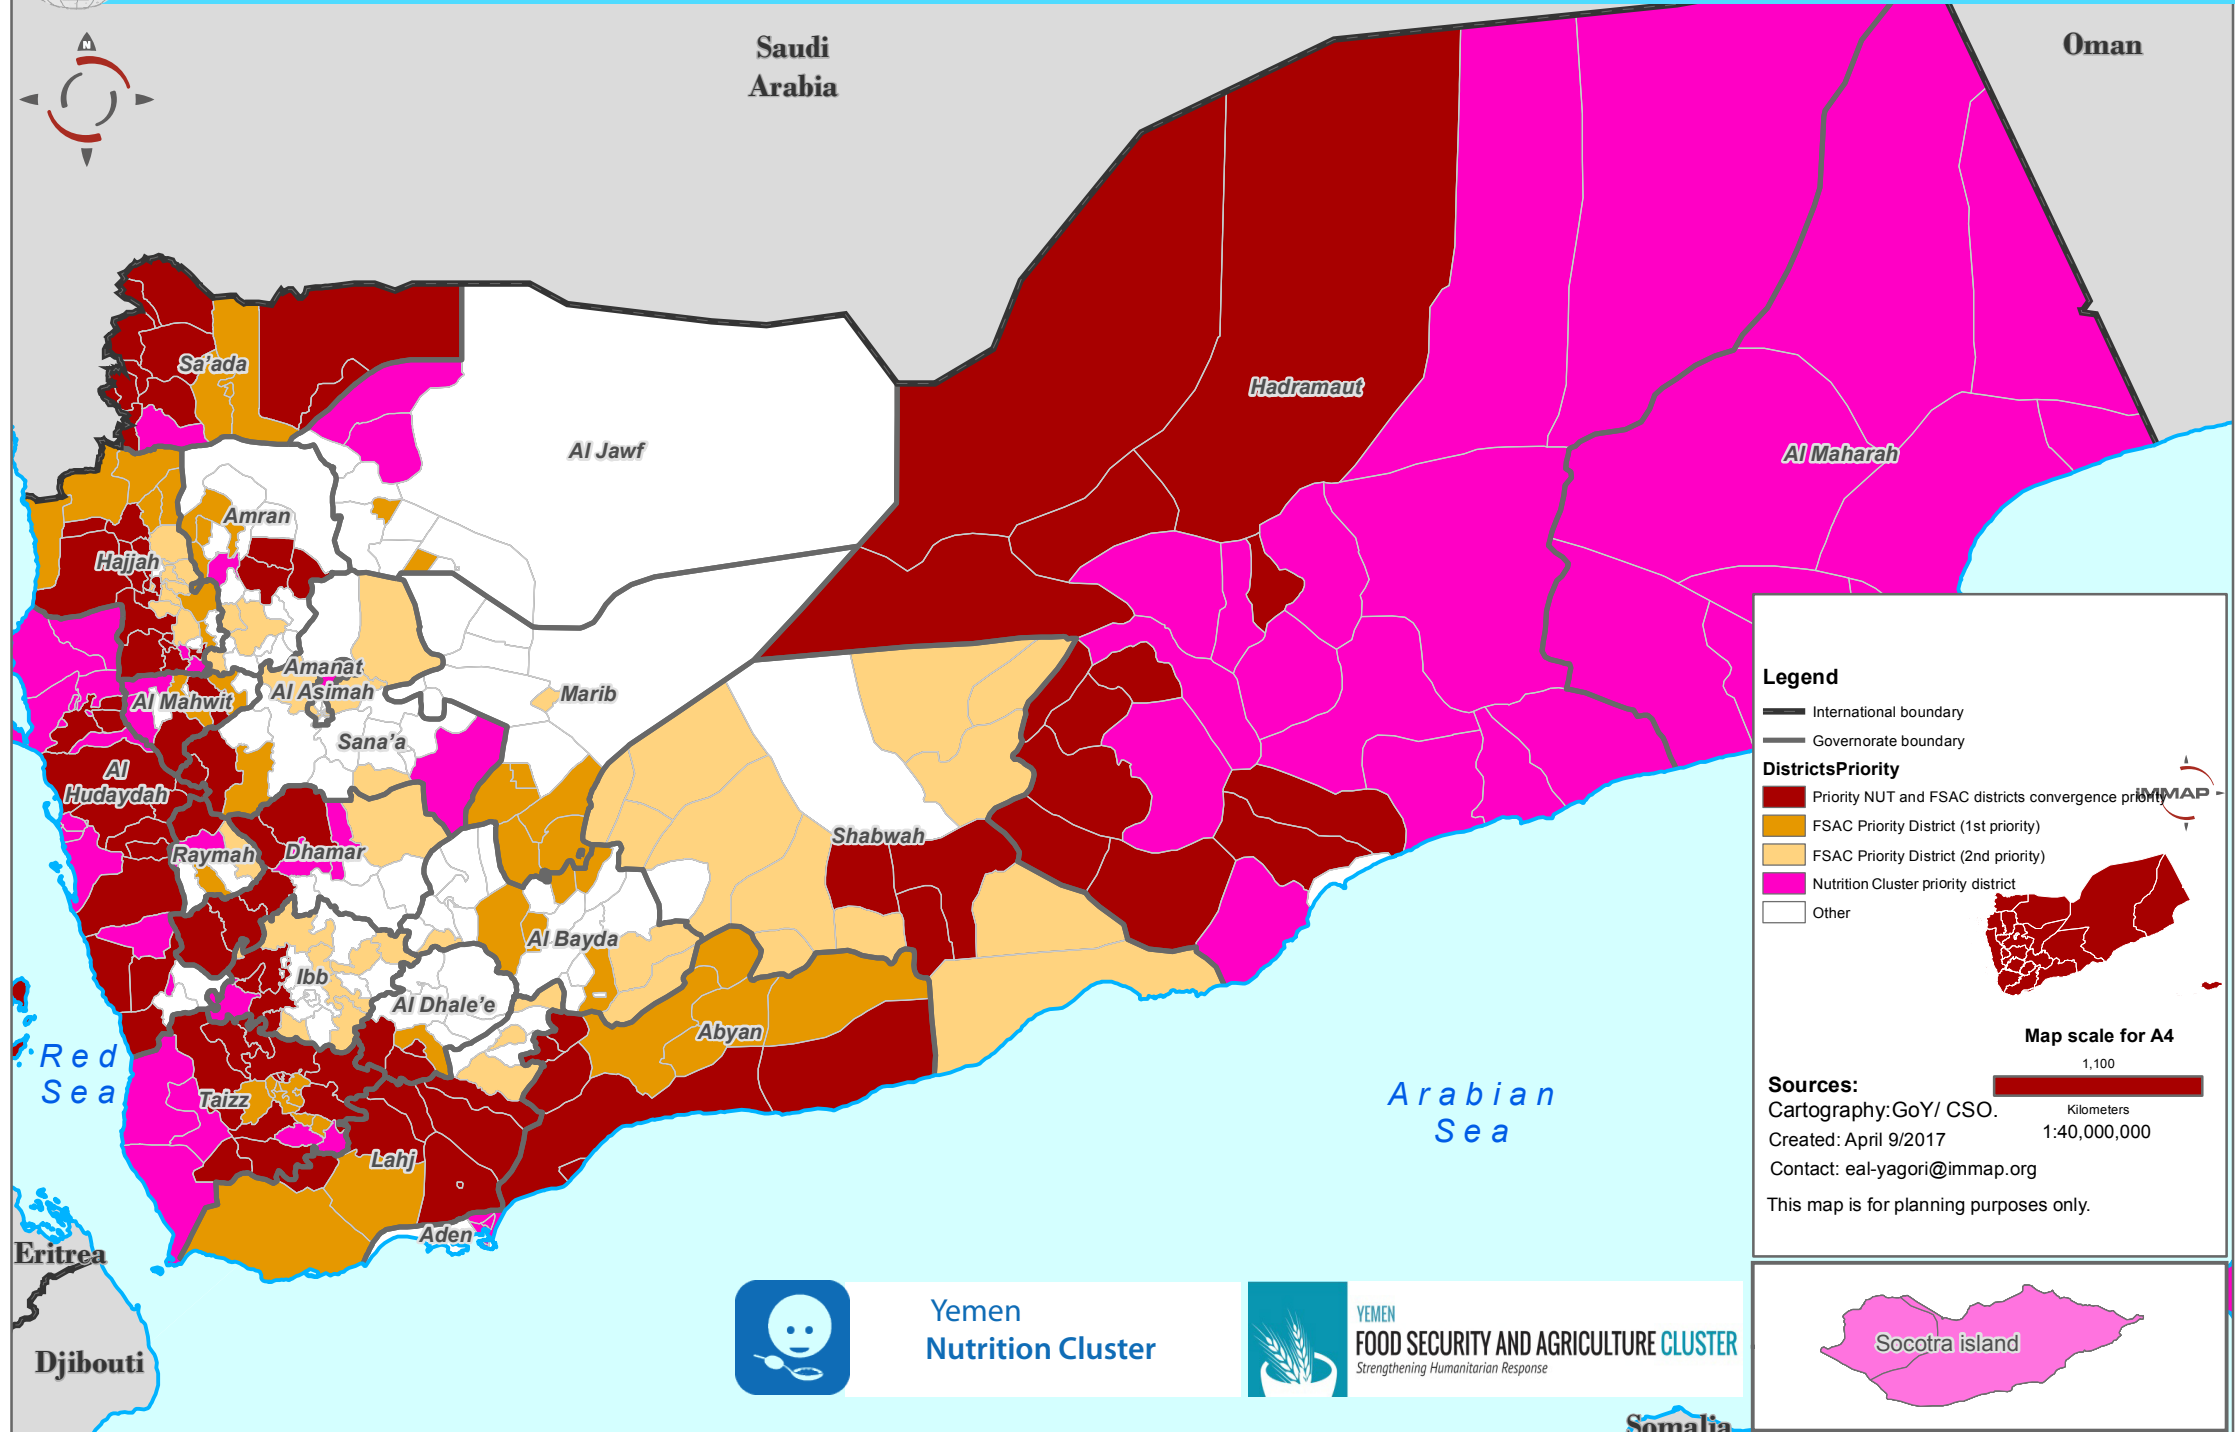 N
Saudi
Arabia
Oman
Sa'ada
Hadramaut
Al Jawf
Al Maharah
Amran
Hajjah
Amanat
Al Asimah
Marib
Al Mahwit
Sana'a
Al
Hudaydah
Shabwah
Raymah
Dhamar
Al Bayda
Ibb
Al Dhale'e
Abyan
Red
Sea
Taizz
Lahj
Aden
Arabian
Sea
Eritrea
Djibouti
Somalia
Legend
International boundary
Governorate boundary
DistrictsPriority
Priority NUT and FSAC districts convergence priority
iMMAP
FSAC Priority District (1st priority)
FSAC Priority District (2nd priority)
Nutrition Cluster priority district
Other
Map scale for A4
1,100
Kilometers
1:40,000,000
Sources:
Cartography:GoY/ CSO.
Created: April 9/2017
Contact: eal-yagori@immap.org
This map is for planning purposes only.
Socotra island
Yemen
Nutrition Cluster
YEMEN
FOOD SECURITY AND AGRICULTURE CLUSTER
Strengthening Humanitarian Response